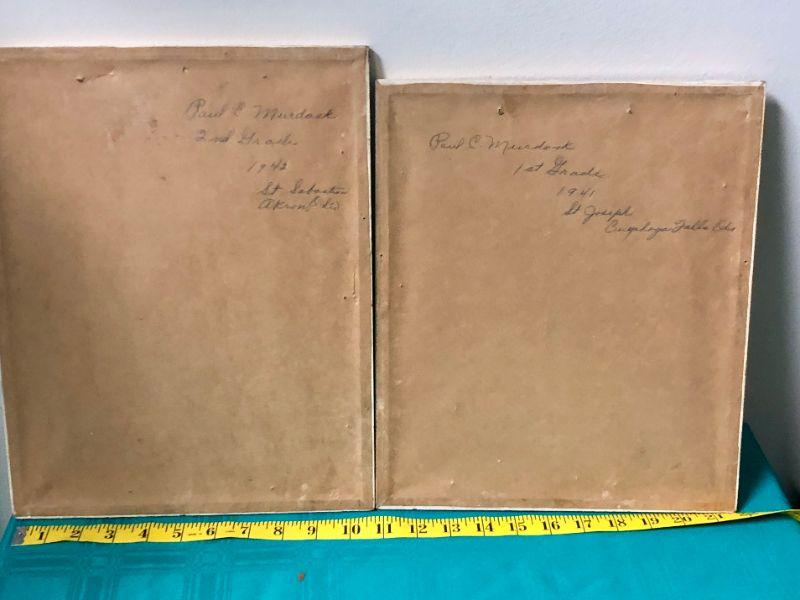 Paul C Murdock
2nd Grade
1942
St Sebastian
Akron, O
Paul C. Murdock
1st Grade
1941
St Joseph
Cuyahoga Falls Ohio
1 2 3 4 5 6 7 8 9 10 11 12 13 14 15 16 17 18 19 20 21